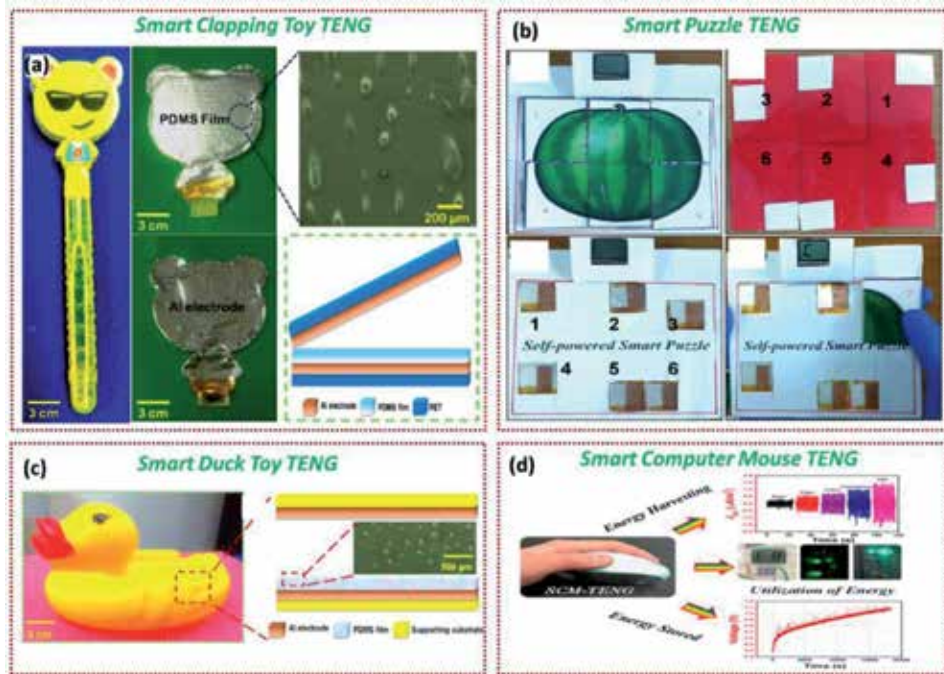 Smart Clapping Toy TENG
(a)
PDMS Film
3 cm
200 µm
Al electrode
3 cm
3 cm
Al electrode PDMS film PET
Smart Puzzle TENG
(b)
3 2 1
6 5 4
1 2 3
Self-powered Smart Puzzle
4 5 6
Self-powered Smart Puzzle
Smart Duck Toy TENG
(c)
Al electrode PDMS film Supporting substrate
Smart Computer Mouse TENG
(d)
Energy Harvesting
SCM-TENG
Utilization of Energy
Energy Stored
Voltage (V)
Time (s)
Time (s)